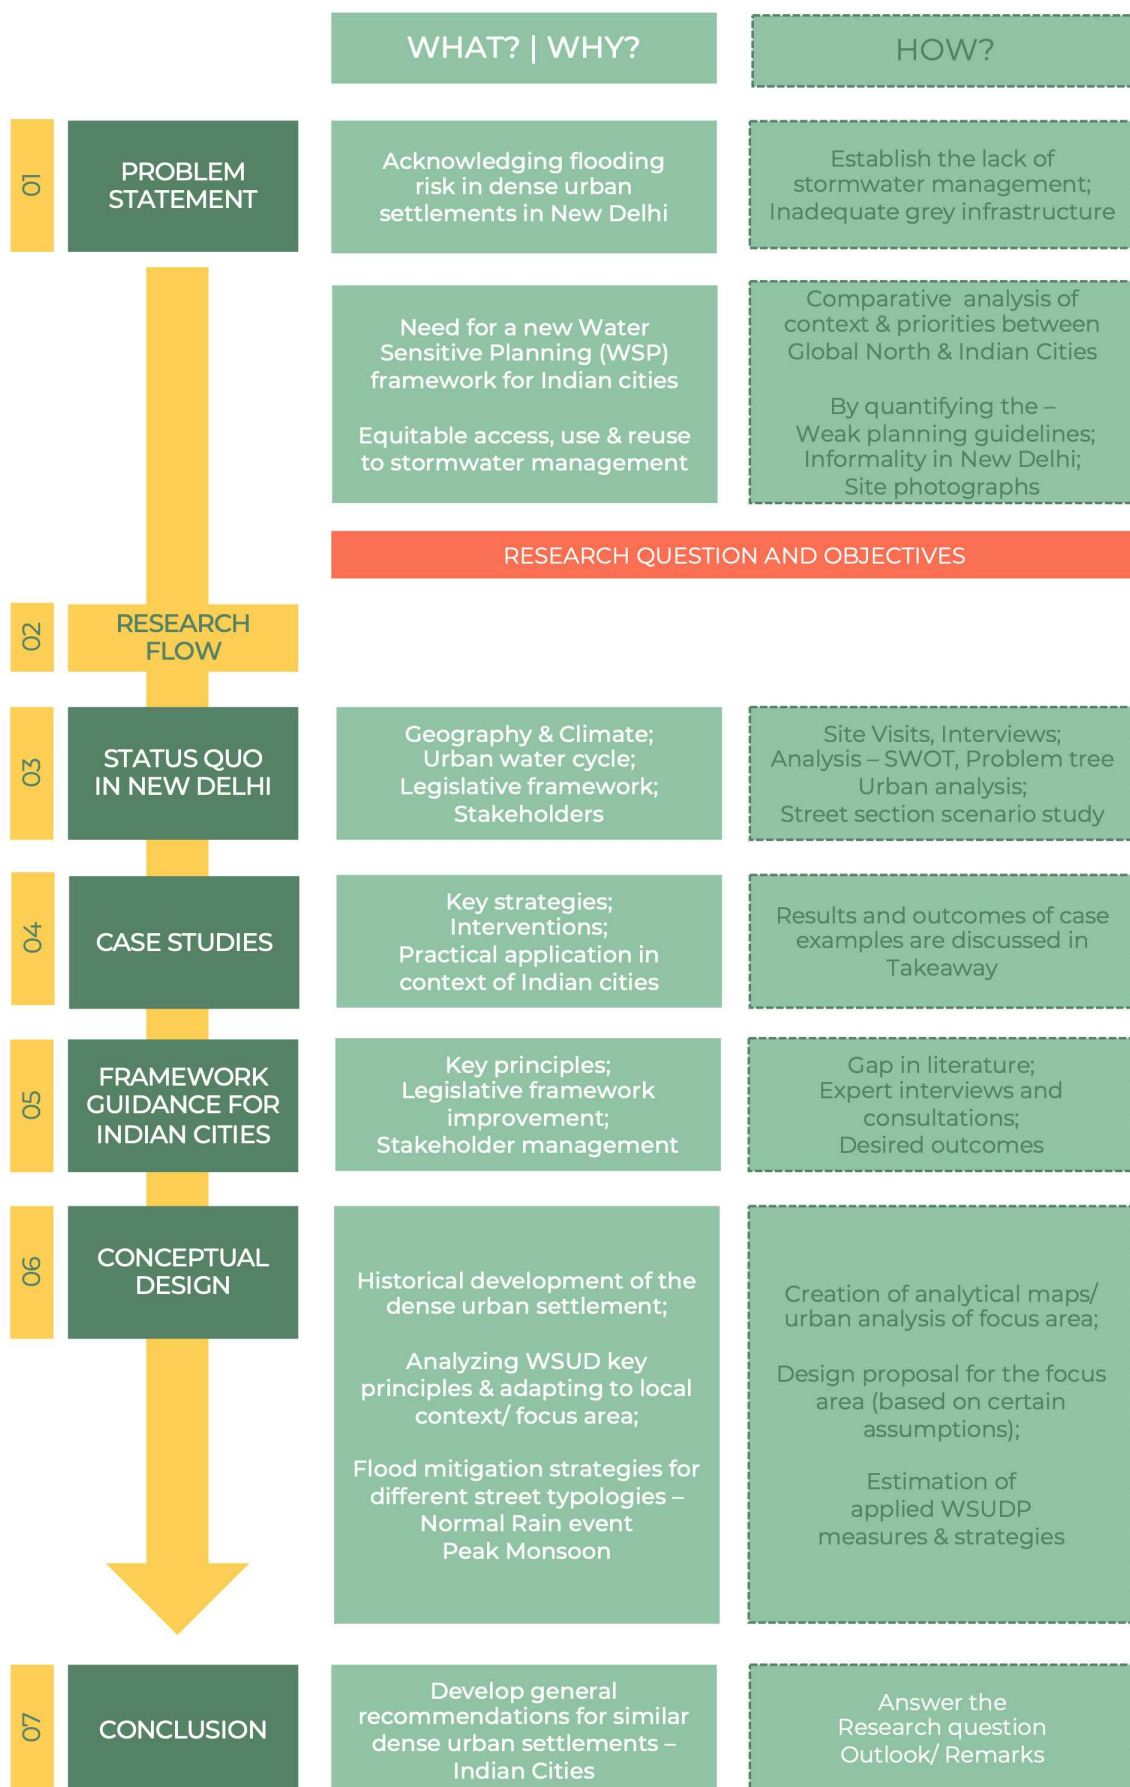 WHAT? | WHY?
HOW?
01
PROBLEM
STATEMENT
Acknowledging flooding
risk in dense urban
settlements in New Delhi
Establish the lack of
stormwater management;
Inadequate grey infrastructure
Need for a new Water
Sensitive Planning (WSP)
framework for Indian cities
Equitable access, use & reuse
to stormwater management
Comparative analysis of
context & priorities between
Global North & Indian Cities
By quantifying the –
Weak planning guidelines;
Informality in New Delhi;
Site photographs
RESEARCH QUESTION AND OBJECTIVES
02
RESEARCH
FLOW
03
STATUS QUO
IN NEW DELHI
Geography & Climate;
Urban water cycle;
Legislative framework;
Stakeholders
Site Visits, Interviews;
Analysis – SWOT, Problem tree
Urban analysis;
Street section scenario study
04
CASE STUDIES
Key strategies;
Interventions;
Practical application in
context of Indian cities
Results and outcomes of case
examples are discussed in
Takeaway
05
FRAMEWORK
GUIDANCE FOR
INDIAN CITIES
Key principles;
Legislative framework
improvement;
Stakeholder management
Gap in literature;
Expert interviews and
consultations;
Desired outcomes
06
CONCEPTUAL
DESIGN
Historical development of the
dense urban settlement;
Analyzing WSUD key
principles & adapting to local
context/ focus area;
Flood mitigation strategies for
different street typologies –
Normal Rain event
Peak Monsoon
Creation of analytical maps/
urban analysis of focus area;
Design proposal for the focus
area (based on certain
assumptions);
Estimation of
applied WSUDP
measures & strategies
07
CONCLUSION
Develop general
recommendations for similar
dense urban settlements –
Indian Cities
Answer the
Research question
Outlook/ Remarks